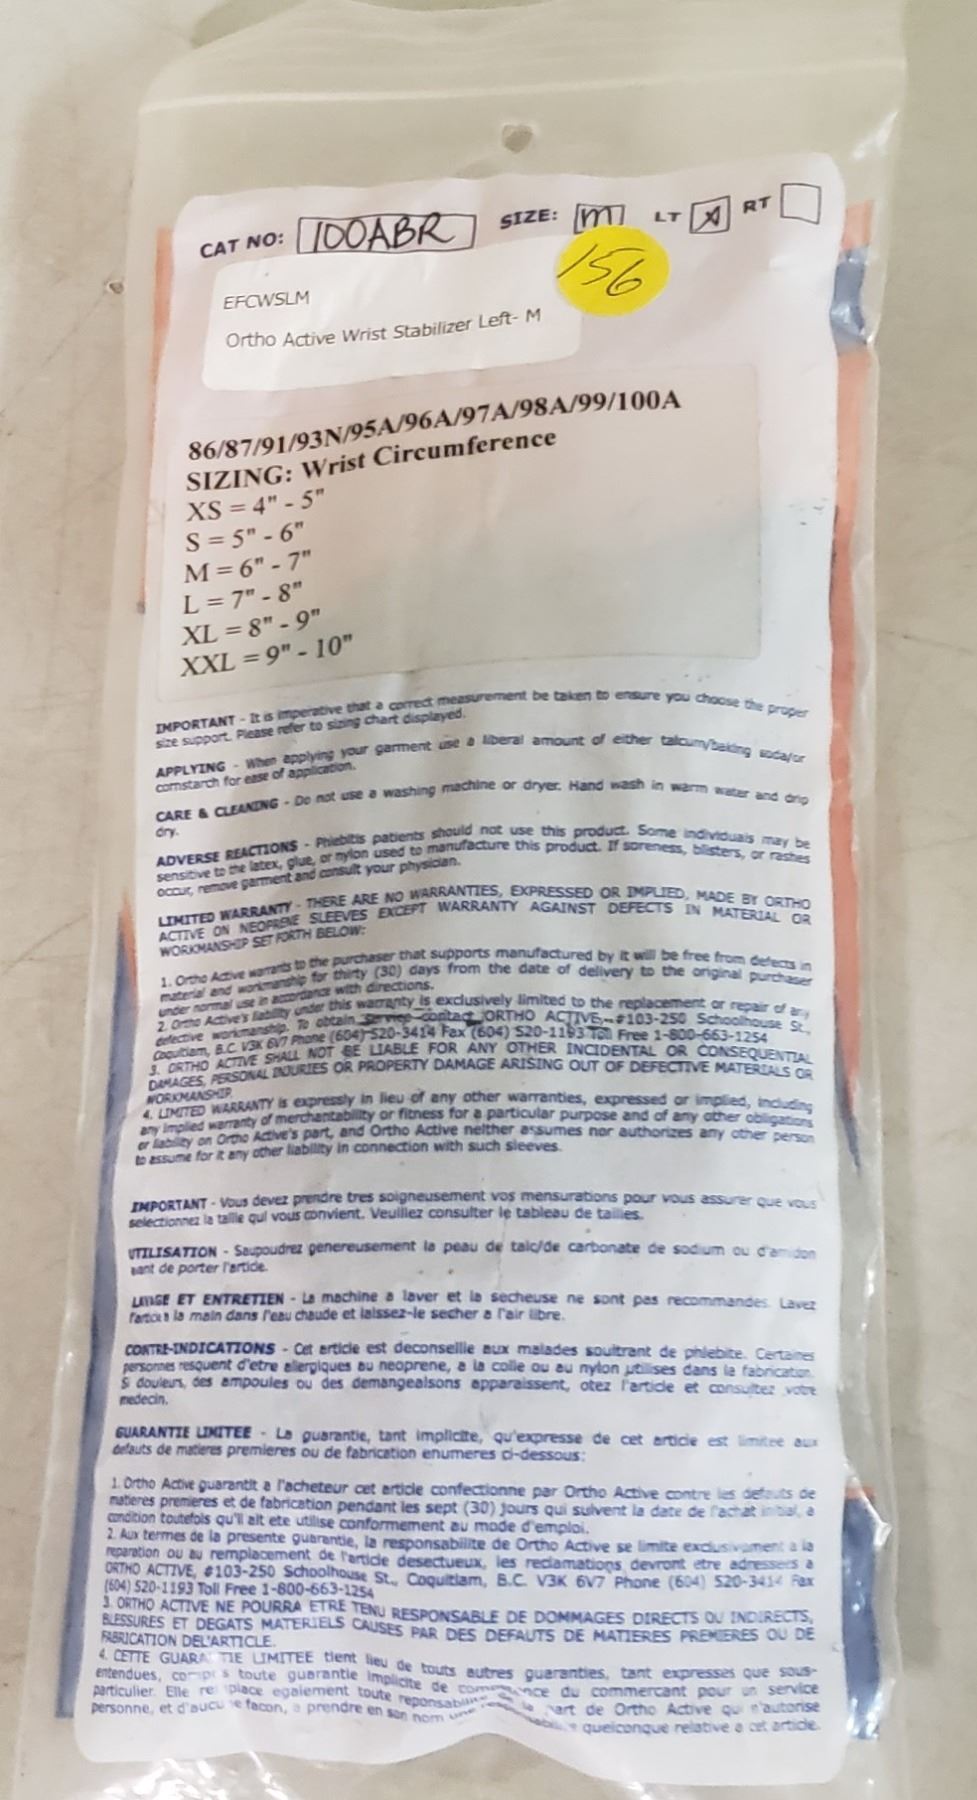 CAT NO: 100ABR SIZE: M LT RT
156
EFCWSLM
Ortho Active Wrist Stabilizer Left- M
86/87/91/93N/95A/96A/97A/98A/99/100A
SIZING: Wrist Circumference
XS = 4" - 5"
S = 5" - 6"
M = 6" - 7"
L = 7" - 8"
XL = 8" - 9"
XXL = 9" - 10"
IMPORTANT - It is imperative that a correct measurement be taken to ensure you choose the proper
size support. Please refer to sizing chart displayed.
APPLYING - When applying your garment use a liberal amount of either talcum/baking soda/or
cornstarch for ease of application.
CARE & CLEANING - Do not use a washing machine or dryer. Hand wash in warm water and drip
dry.
ADVERSE REACTIONS - Phlebitis patients should not use this product. Some individuals may be
sensitive to the latex, glue, or nylon used to manufacture this product. If soreness, blisters, or rashes
occur, remove garment and consult your physician.
LIMITED WARRANTY - THERE ARE NO WARRANTIES, EXPRESSED OR IMPLIED, MADE BY ORTHO
ACTIVE ON NEOPRENE SLEEVES EXCEPT WARRANTY AGAINST DEFECTS IN MATERIAL OR
WORKMANSHIP SET FORTH BELOW:
1. Ortho Active warrants to the purchaser that supports manufactured by it will be free from defects in
material and workmanship for thirty (30) days from the date of delivery to the original purchaser
under normal use in accordance with directions.
2. Ortho Active's liability under this warranty is exclusively limited to the replacement or repair of any
defective workmanship. To obtain service contact ORTHO ACTIVE, #103-250 Schoolhouse St.,
Coquitlam, B.C. V3K 6V7 Phone (604) 520-3414 Fax (604) 520-1193 Toll Free 1-800-663-1254
3. ORTHO ACTIVE SHALL NOT BE LIABLE FOR ANY OTHER INCIDENTAL OR CONSEQUENTIAL
DAMAGES, PERSONAL INJURIES OR PROPERTY DAMAGE ARISING OUT OF DEFECTIVE MATERIALS OR
WORKMANSHIP.
4. LIMITED WARRANTY is expressly in lieu of any other warranties, expressed or implied, including
any implied warranty of merchantability or fitness for a particular purpose and of any other obligations
or liability on Ortho Active's part, and Ortho Active neither assumes nor authorizes any other person
to assume for it any other liability in connection with such sleeves.
IMPORTANT - Vous devez prendre tres soigneusement vos mensurations pour vous assurer que vous
selectionnez la taille qui vous convient. Veuillez consulter le tableau de tailles.
UTILISATION - Saupoudrez genereusement la peau de talc/de carbonate de sodium ou d'amidon
avant de porter l'article.
LAVAGE ET ENTRETIEN - La machine a laver et la secheuse ne sont pas recommandes. Lavez
l'article a la main dans l'eau chaude et laissez-le secher a l'air libre.
CONTRE-INDICATIONS - Cet article est deconseille aux malades souitrant de phlebite. Certaines
personnes resquent d'etre allergiques au neoprene, a la colle ou au nylon utilises dans la fabrication.
Si douleurs, des ampoules ou des demangeaisons apparaissent, otez l'article et consultez votre
medecin.
GUARANTIE LIMITEE - La guarantie, tant implicite, qu'expresse de cet article est limitee aux
defauts de matieres premieres ou de fabrication enumeres ci-dessous:
1. Ortho Active guarantit a l'acheteur cet article confectionne par Ortho Active contre les defauts de
matieres premieres et de fabrication pendant les sept (30) jours qui suivent la date de l'achat initial, a
condition toutefois qu'il ait ete utilise conformement au mode d'emploi.
2. Aux termes de la presente guarantie, la responsabilite de Ortho Active se limite exclusivement a la
reparation ou au remplacement de l'article desectueux, les reclamations devront etre adressees a
ORTHO ACTIVE, #103-250 Schoolhouse St., Coquitlam, B.C. V3K 6V7 Phone (604) 520-3414 Fax
(604) 520-1193 Toll Free 1-800-663-1254
3. ORTHO ACTIVE NE POURRA ETRE TENU RESPONSABLE DE DOMMAGES DIRECTS OU INDIRECTS,
BLESSURES ET DEGATS MATERIELS CAUSES PAR DES DEFAUTS DE MATIERES PREMIERES OU DE
FABRICATION DEL'ARTICLE.
4. CETTE GUARANTIE LIMITEE tient lieu de touts autres guaranties, tant expresses que sous-
entendues, compris toute guarantie implicite de du commercant pour un service
particulier. Elle remplace egalement toute part de Ortho Active qui n'autorise
personne, et d'aucune facon, a prendre en son nom une quelconque relative a cet article.